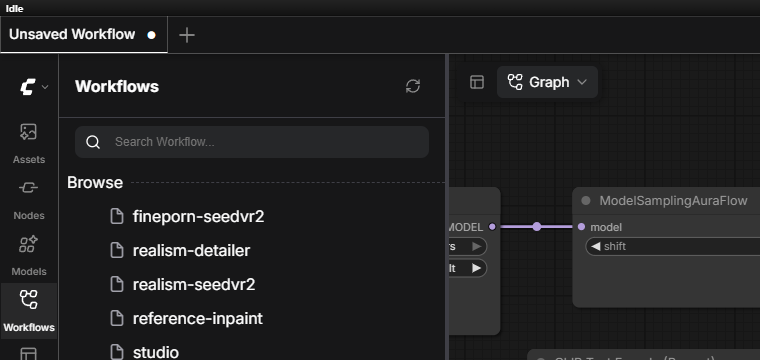 Idle
Unsaved Workflow
Workflows
Graph
Search Workflow...
Assets
Browse
ModelSamplingAuraFlow
Nodes
fineporn-seedvr2
MODEL
model
realism-detailer
shift
Models
realism-seedvr2
Workflows
reference-inpaint
studio